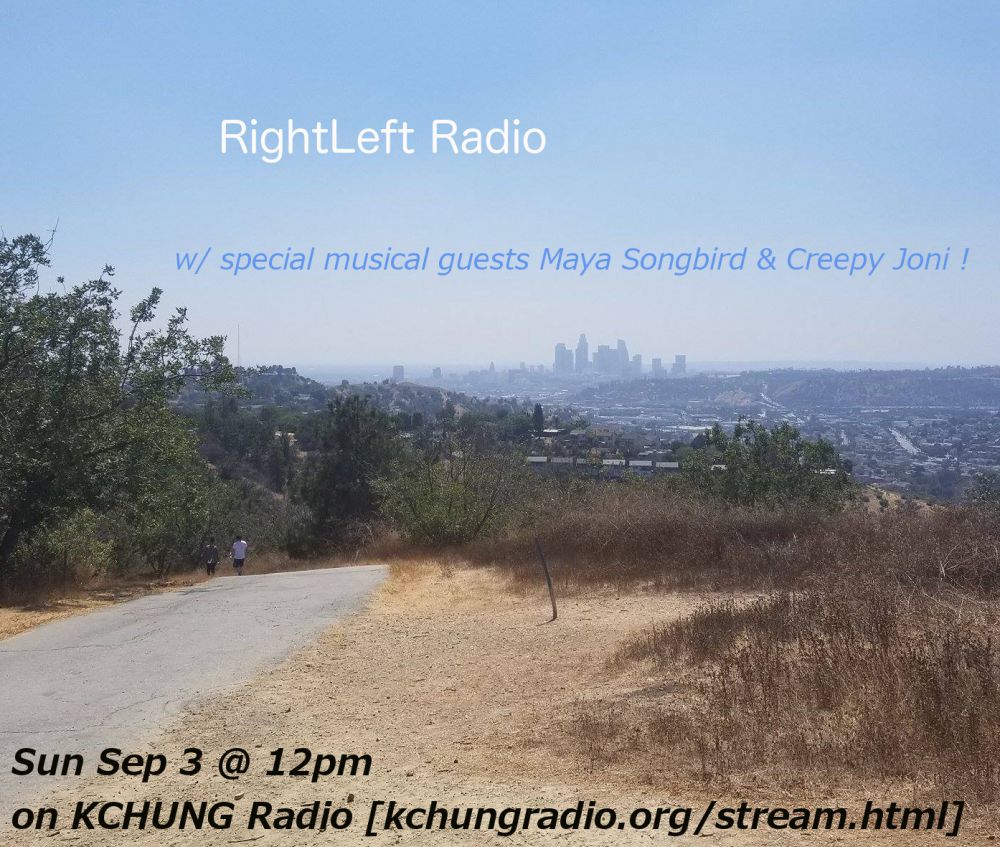 RightLeft Radio
w/ special musical guests Maya Songbird & Creepy Joni !
Sun Sep 3 @ 12pm
on KCHUNG Radio [kchungradio.org/stream.html]